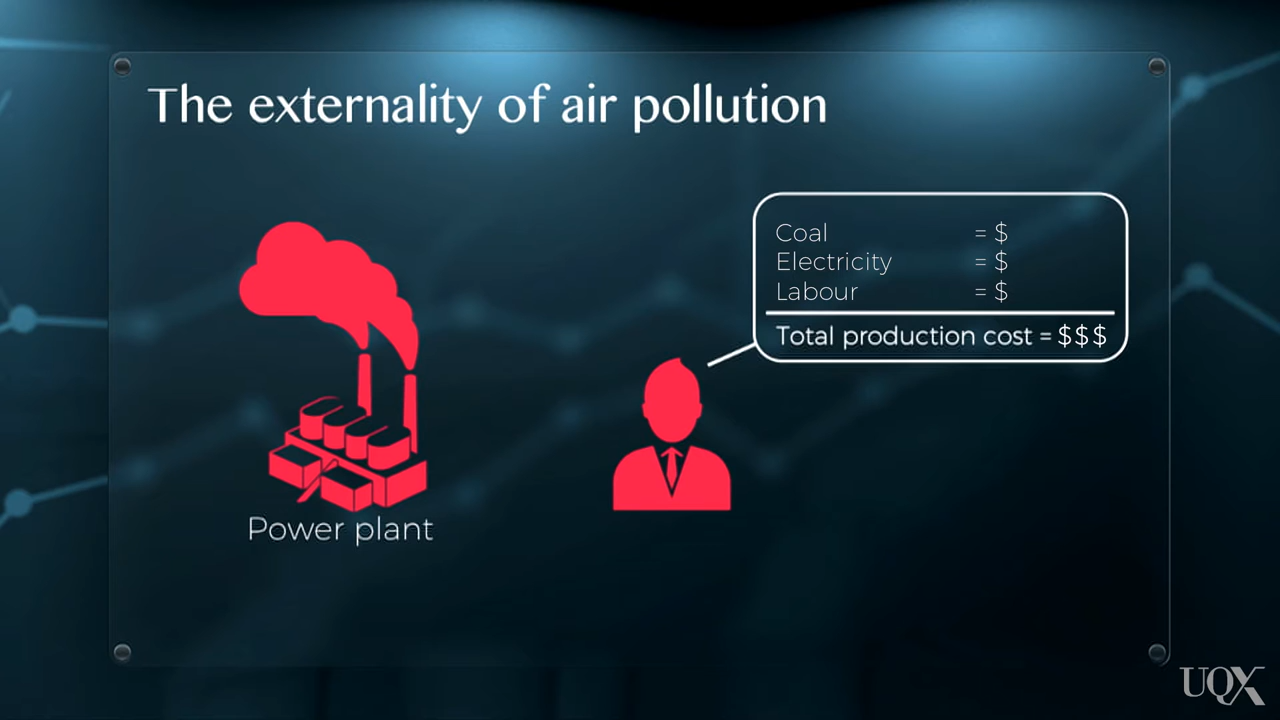 The externality of air pollution
Coal = $
Electricity = $
Labour = $
Total production cost = $$$
Power plant
UQX